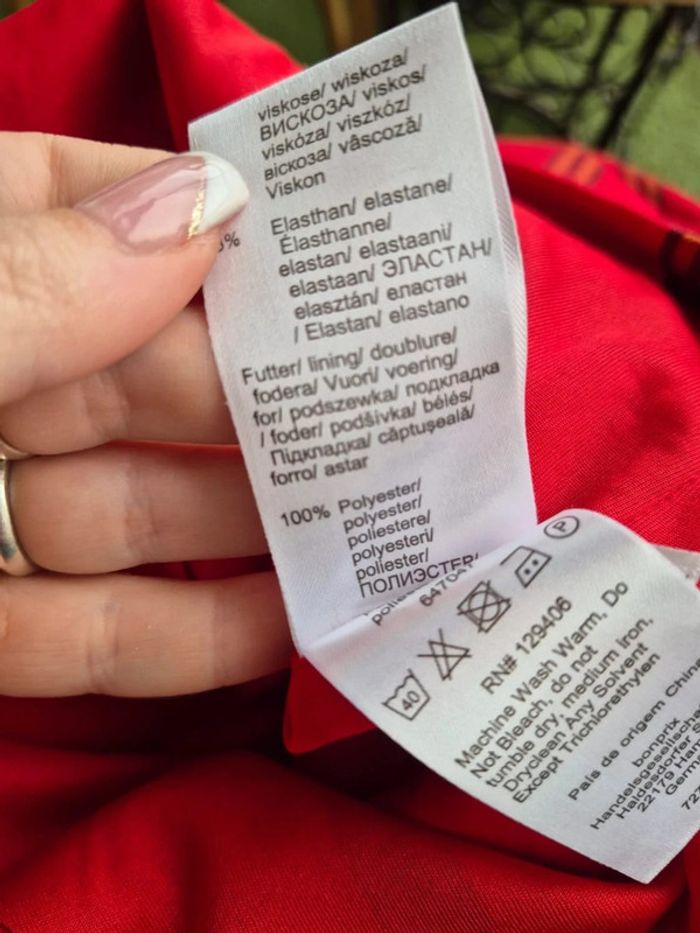 viskose/ wiskoza/
ВИСКОЗА/ viskos/
viskóza/ viszkóz/
віскоза/ vâscoză/
Viskon
%
Elasthan/ elastane/
Élasthanne/
elastan/ elastaani/
elastaan/ ЭЛАСТАН/
elasztán/ еластан
/ Elastan/ elastano
Futter/ lining/ doublure/
fodera/ Vuori/ voering/
for/ podszewka/ подкладка
/ foder/ podšívka/ bélés/
Підкладка/ căptuşeală/
forro/ astar
100% Polyester/
polyester/
poliestere/
polyesteri/
poliester/
ПОЛИЭСТЕР/
40
P
RN# 129406
Machine Wash Warm, Do
Not Bleach, do not
tumble dry, medium iron,
Dryclean Any Solvent
Except Trichlorethylen
País de origem
bonprix
22179